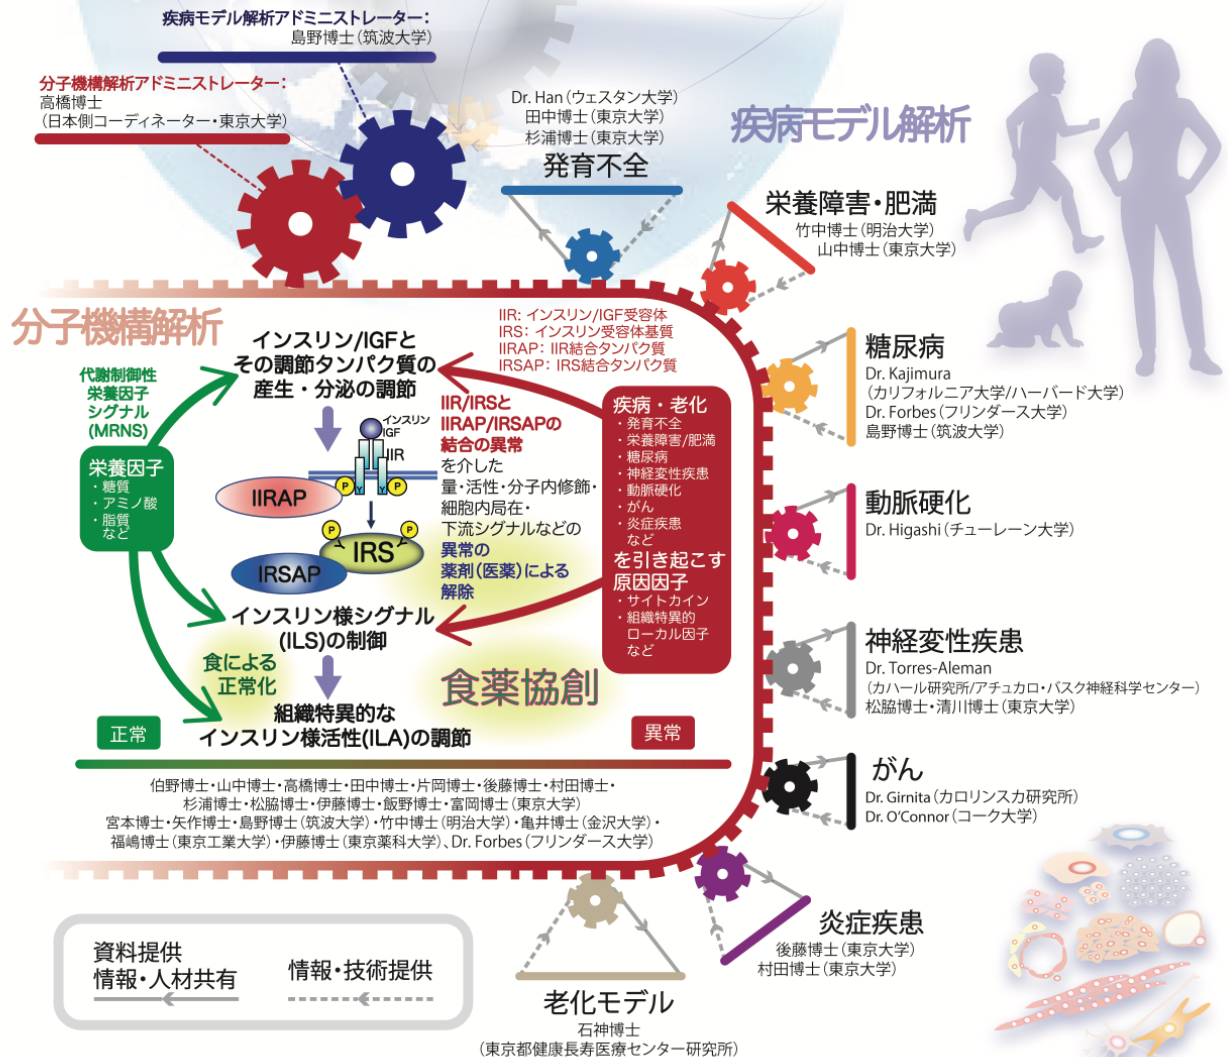 疾病モデル解析アドミニストレーター：
島野博士（筑波大学）
分子機構解析アドミニストレーター：
高橋博士
（日本側コーディネーター・東京大学）
Dr. Han（ウェスタン大学）
田中博士（東京大学）
杉浦博士（東京大学）
発育不全
疾病モデル解析
栄養障害・肥満
竹中博士（明治大学）
山中博士（東京大学）
糖尿病
Dr. Kajimura
（カリフォルニア大学/ハーバード大学）
Dr. Forbes（フリンダース大学）
島野博士（筑波大学）
動脈硬化
Dr. Higashi（チューレーン大学）
神経変性疾患
Dr. Torres-Aleman
（カハール研究所/アチュカロ・バスク神経科学センター）
松脇博士・清川博士（東京大学）
がん
Dr. Girnita（カロリンスカ研究所）
Dr. O'Connor（コーク大学）
炎症疾患
後藤博士（東京大学）
村田博士（東京大学）
老化モデル
石神博士
（東京都健康長寿医療センター研究所）
分子機構解析
インスリン/IGFと
その調節タンパク質の
産生・分泌の調節
IIR: インスリン/IGF受容体
IRS: インスリン受容体基質
IIRAP: IIR結合タンパク質
IRSAP: IRS結合タンパク質
代謝制御性
栄養因子
シグナル
(MRNS)
栄養因子
・糖質
・アミノ酸
・脂質
など
インスリン
IGF
IIR
P
Y
Y
P
IIRAP
P
P
IRS
IRSAP
IIR/IRSと
IIRAP/IRSAPの
結合の異常
を介した
量・活性・分子内修飾・
細胞内局在・
下流シグナルなどの
異常の
薬剤（医薬）による
解除
疾病・老化
・発育不全
・栄養障害/肥満
・糖尿病
・神経変性疾患
・動脈硬化
・がん
・炎症疾患
など
を引き起こす
原因因子
・サイトカイン
・組織特異的
ローカル因子
など
インスリン様シグナル
(ILS)の制御
食による
正常化
食薬協創
組織特異的な
インスリン様活性(ILA)の調節
正常
異常
伯野博士・山中博士・高橋博士・田中博士・片岡博士・後藤博士・村田博士・
杉浦博士・松脇博士・伊藤博士・飯野博士・富岡博士（東京大学）
宮本博士・矢作博士・島野博士（筑波大学）・竹中博士（明治大学）・亀井博士（金沢大学）・
福嶋博士（東京工業大学）・伊藤博士（東京薬科大学）、Dr. Forbes（フリンダース大学）
資料提供
情報・人材共有
情報・技術提供